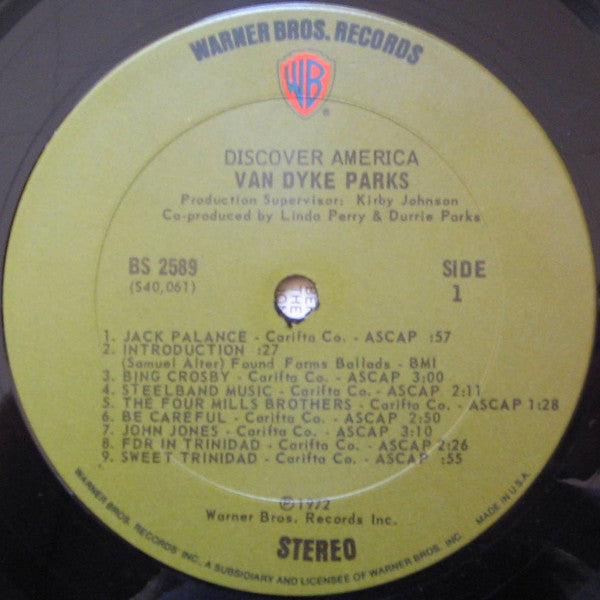 WARNER BROS. RECORDS
WB
®
DISCOVER AMERICA
VAN DYKE PARKS
Production Supervisor: Kirby Johnson
Co-produced by Linda Perry & Durrie Parks
BS 2589
(S40,061)
SIDE
1
THE
1. JACK PALANCE - Carifta Co. - ASCAP :57
2. INTRODUCTION :27
(Samuel Alter) Found Farms Ballads - BMI
3. BING CROSBY - Carifta Co. - ASCAP 3:00
4. STEELBAND MUSIC - Carifta Co. - ASCAP 2:11
5. THE FOUR MILLS BROTHERS - Carifta Co. - ASCAP 1:28
6. BE CAREFUL - Carifta Co. - ASCAP 2:50
7. JOHN JONES - Carifta Co. - ASCAP 3:10
8. FDR IN TRINIDAD - Carifta Co. - ASCAP 2:26
9. SWEET TRINIDAD - Carifta Co. - ASCAP :55
℗1972
Warner Bros. Records Inc.
STEREO
WARNER BROS. RECORDS INC., A SUBSIDIARY AND LICENSEE OF WARNER BROS. INC. MADE IN U.S.A.